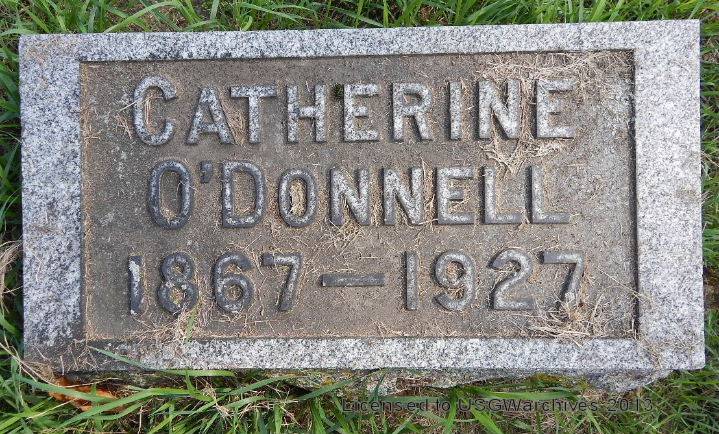 CATHERINE
O'DONNELL
1867—1927
Licensed to USGWarchives 2013